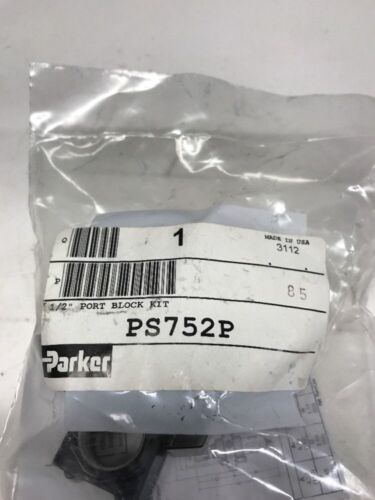 Q 1 MADE IN USA
3112
P
85
1/2" PORT BLOCK KIT
PS752P
Parker